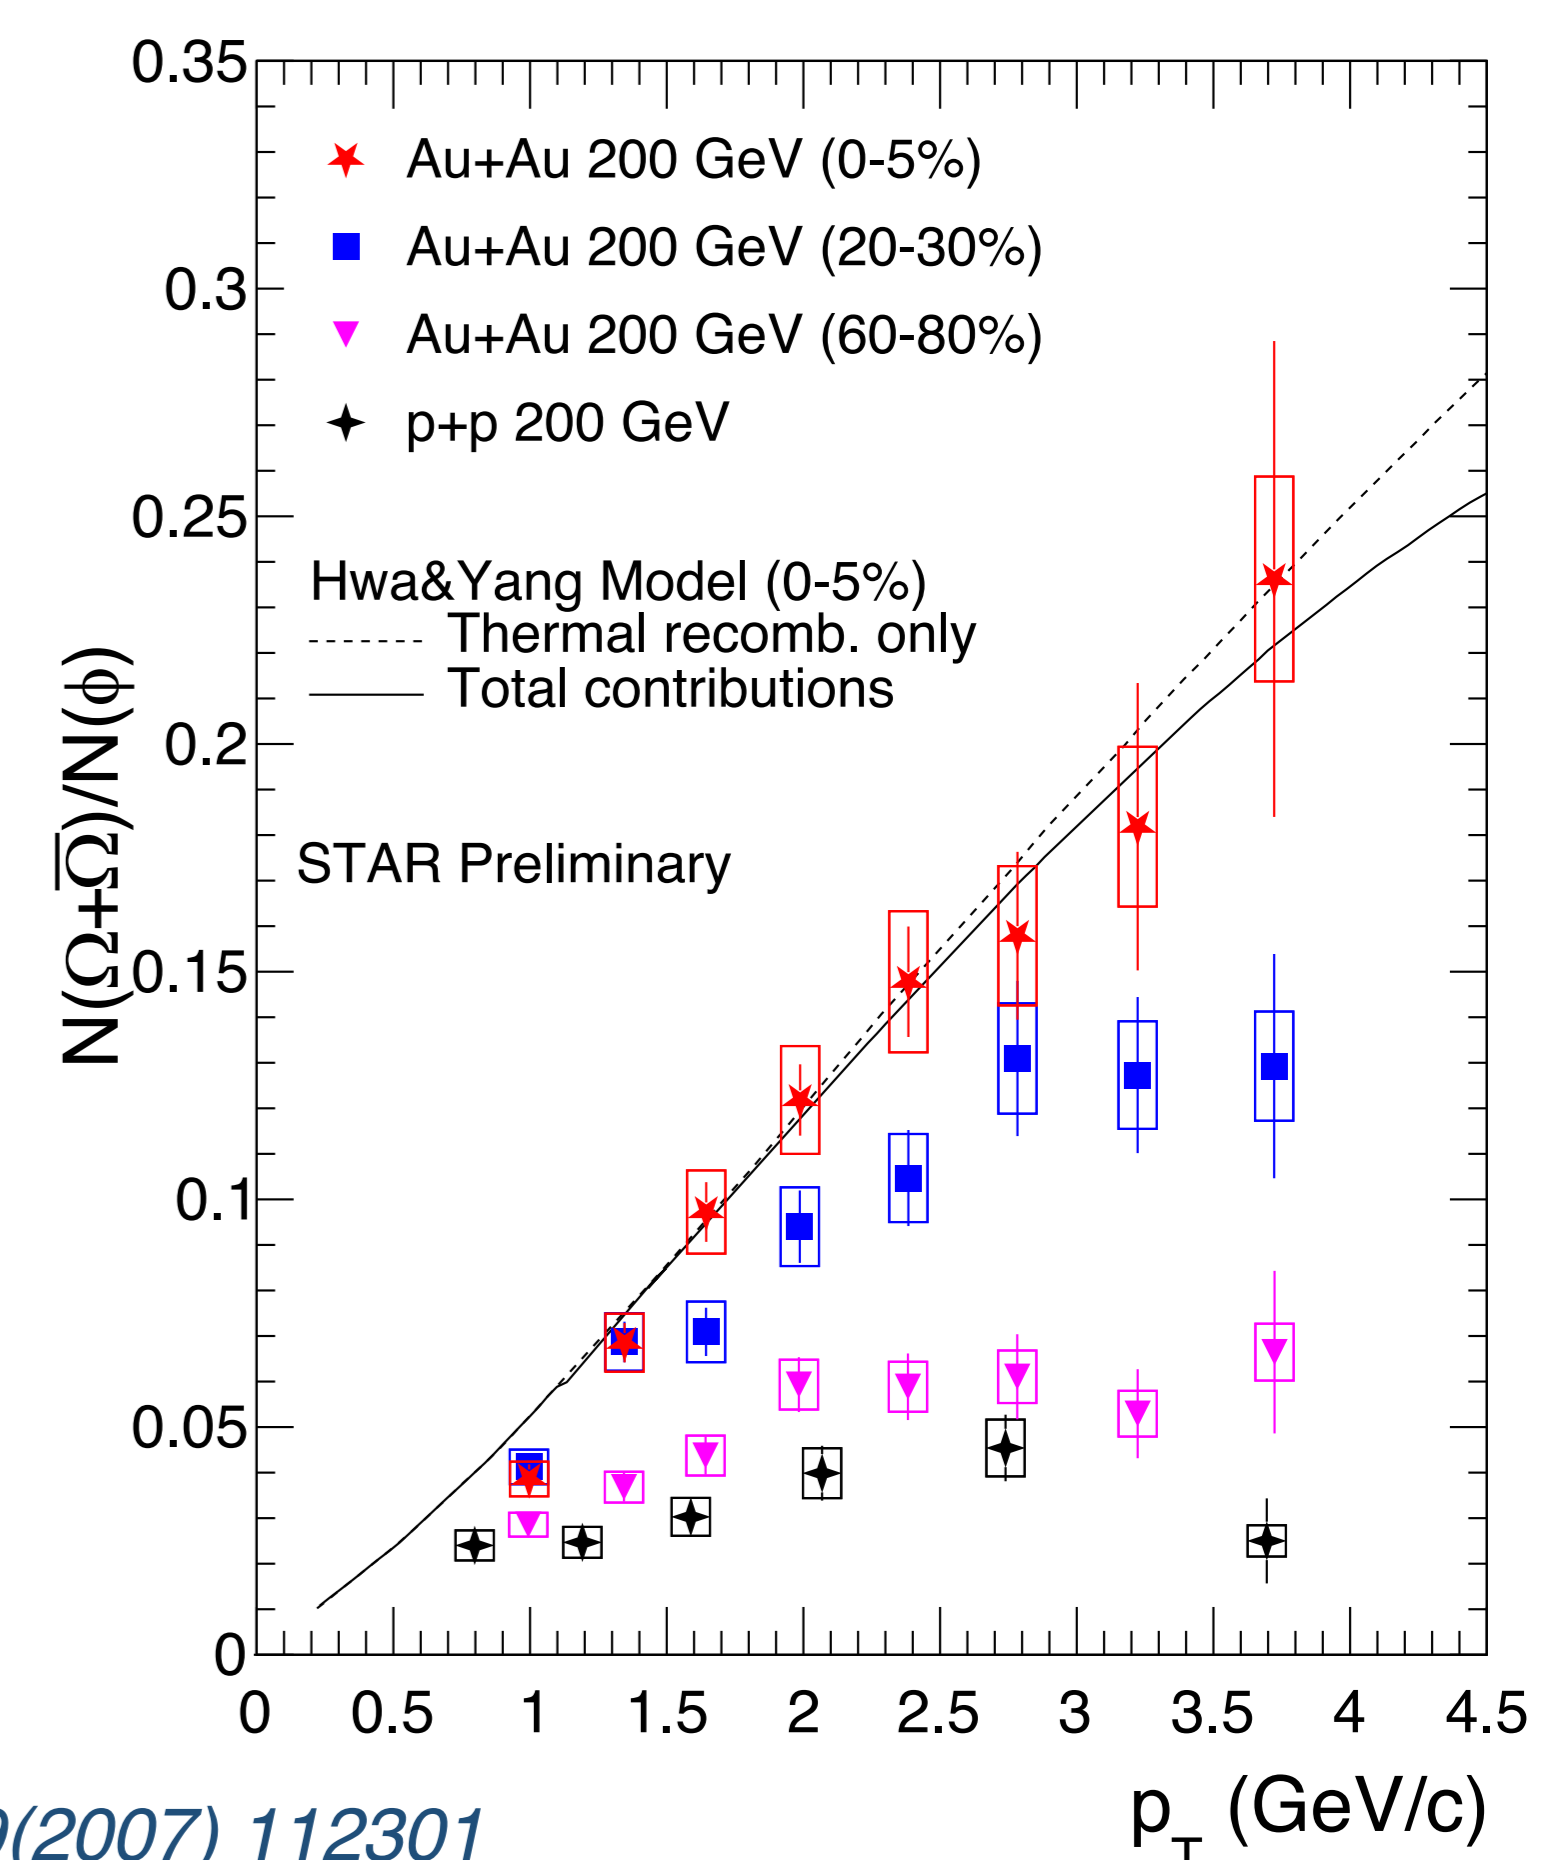 0.35
0.3
0.25
0.2
0.15
0.1
0.05
0
N(Ω+Ω̅)/N(ϕ)
Au+Au 200 GeV (0-5%)
Au+Au 200 GeV (20-30%)
Au+Au 200 GeV (60-80%)
p+p 200 GeV
Hwa&Yang Model (0-5%)
Thermal recomb. only
Total contributions
STAR Preliminary
0 0.5 1 1.5 2 2.5 3 3.5 4 4.5
p_T (GeV/c)
(2007) 112301